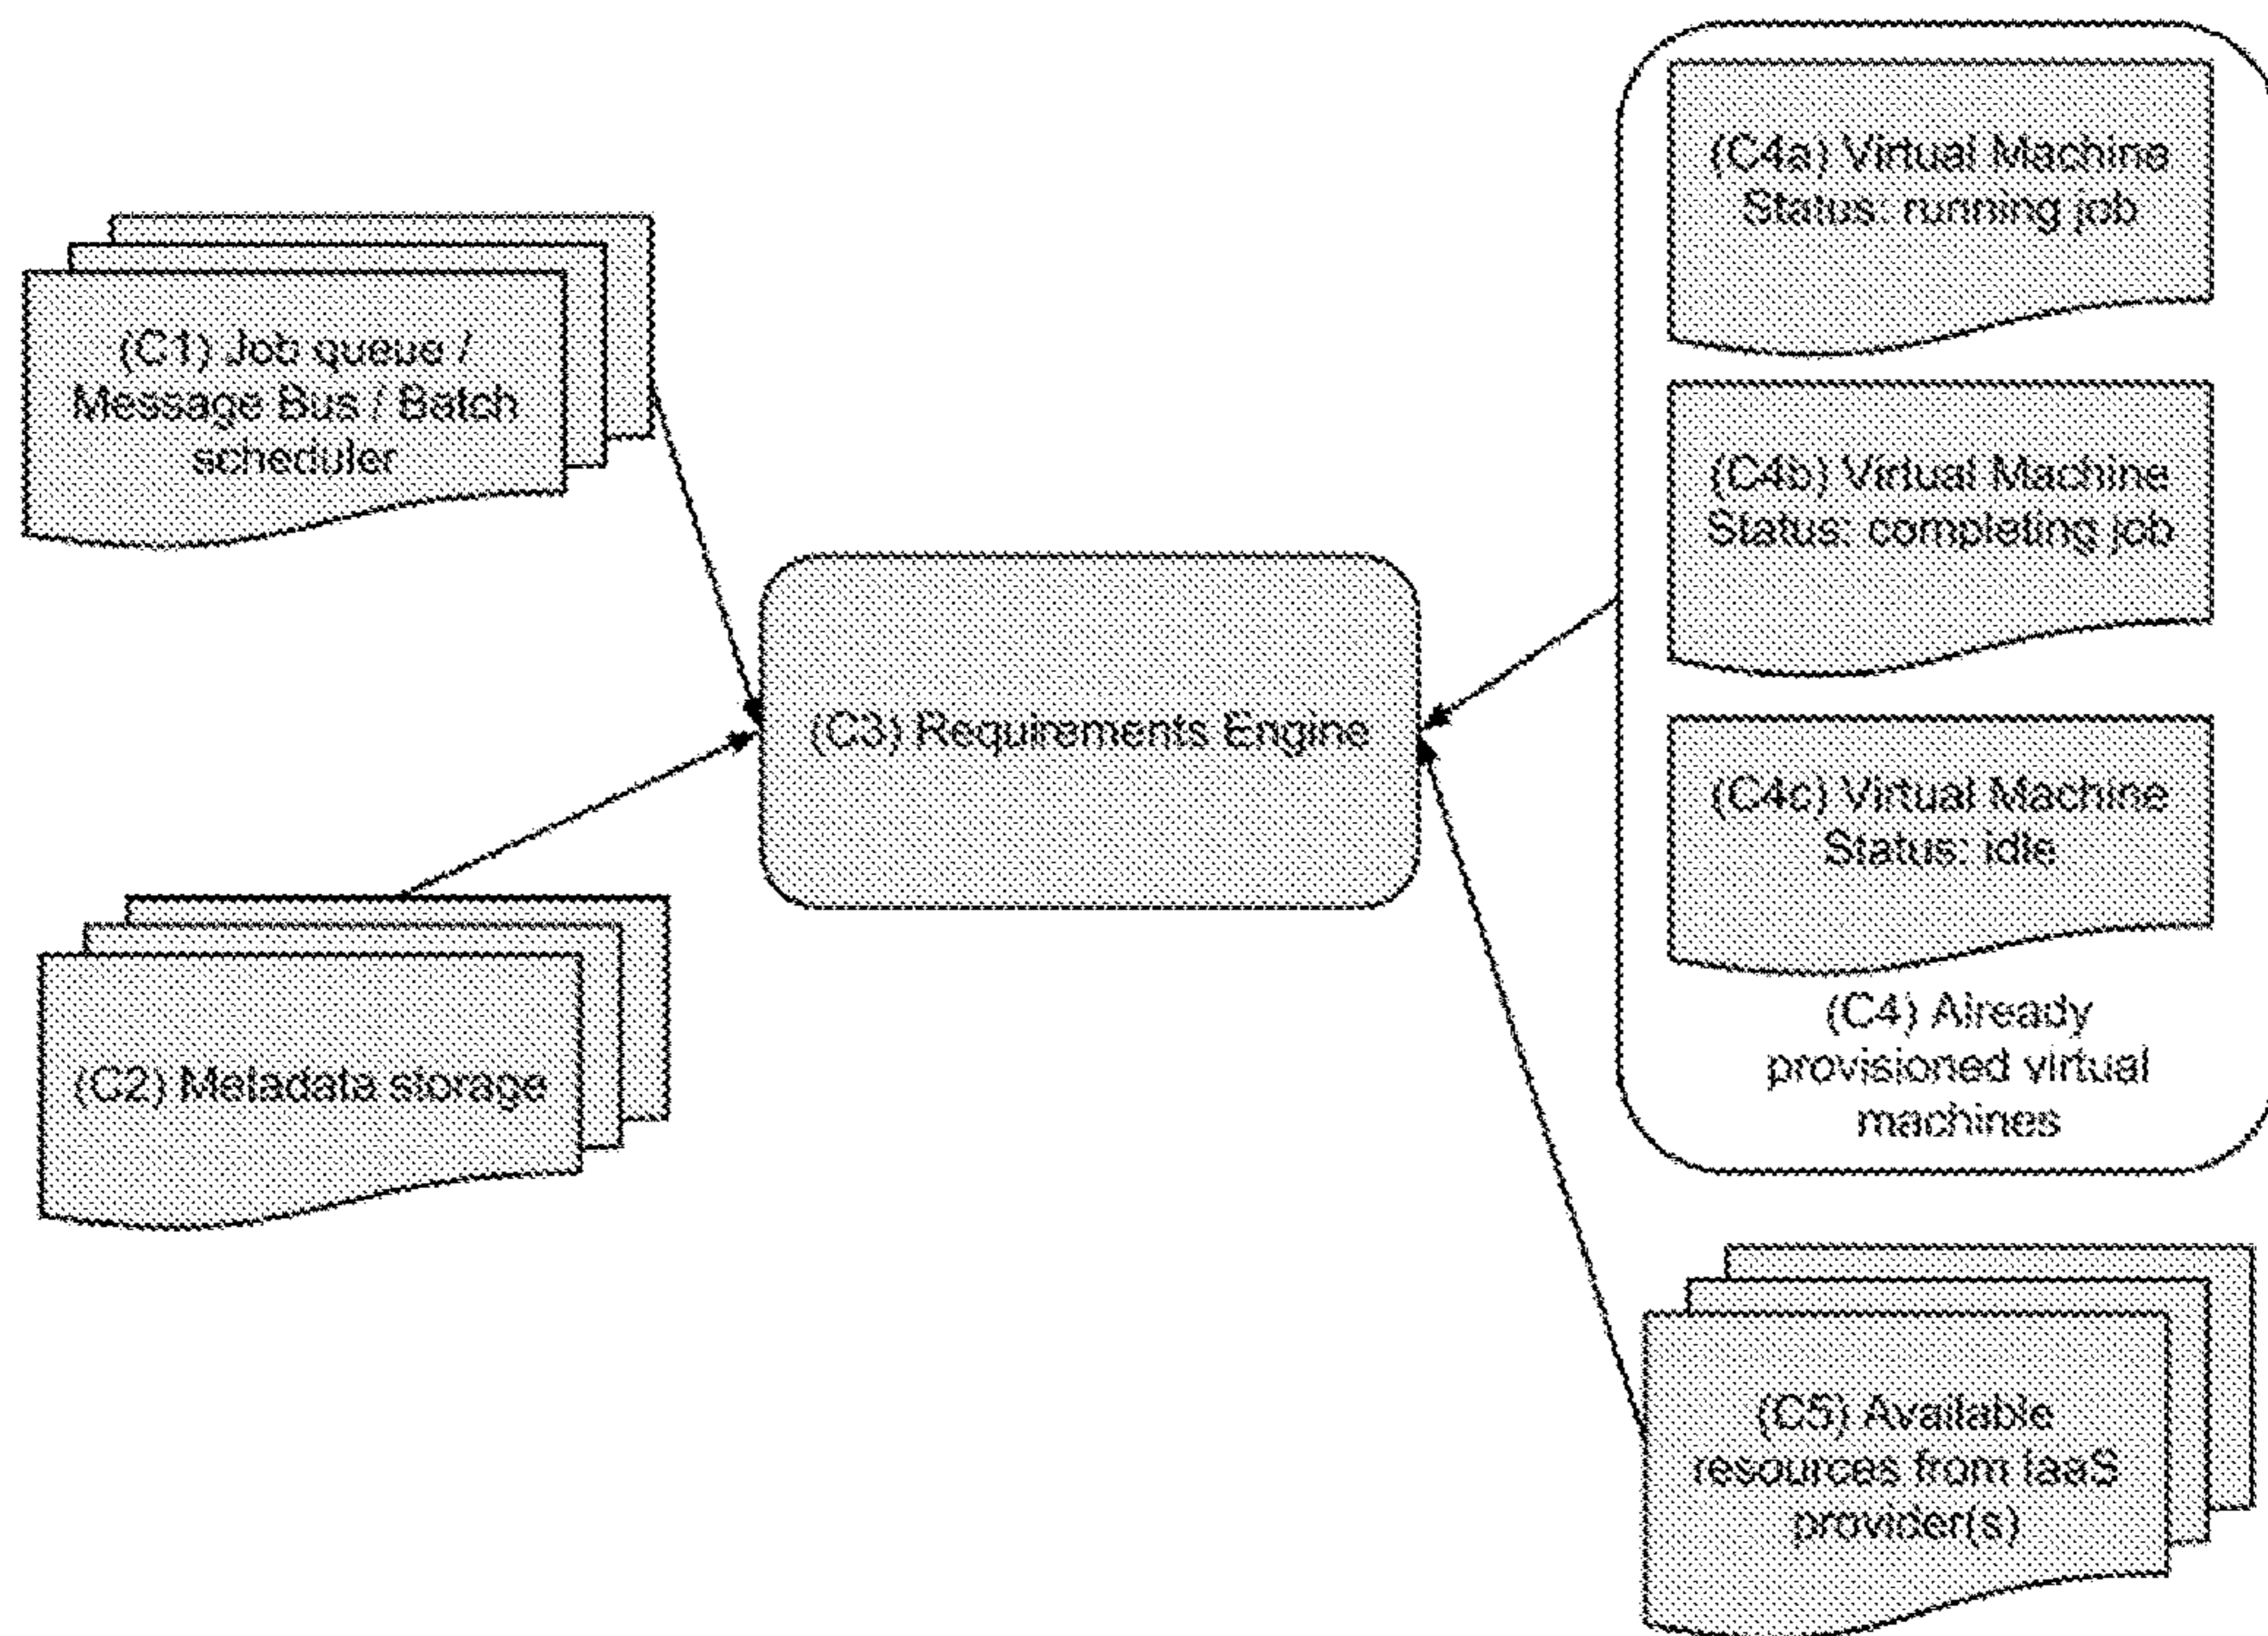 (C1) Job queue /
Message Bus / Batch
scheduler
(C2) Metadata storage
(C3) Requirements Engine
(C4a) Virtual Machine
Status: running job
(C4b) Virtual Machine
Status: completing job
(C4c) Virtual Machine
Status: idle
(C4) Already
provisioned virtual
machines
(C5) Available
resources from IaaS
provider(s)